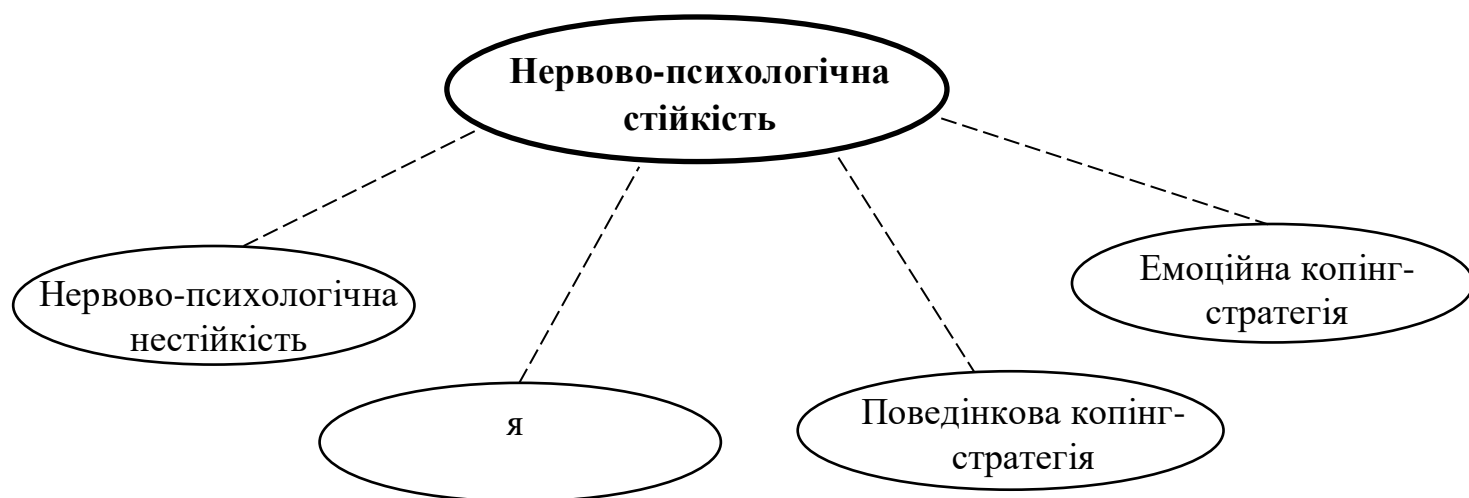 Нервово-психологічна
стійкість
Нервово-психологічна
нестійкість
я
Поведінкова копінг-
стратегія
Емоційна копінг-
стратегія